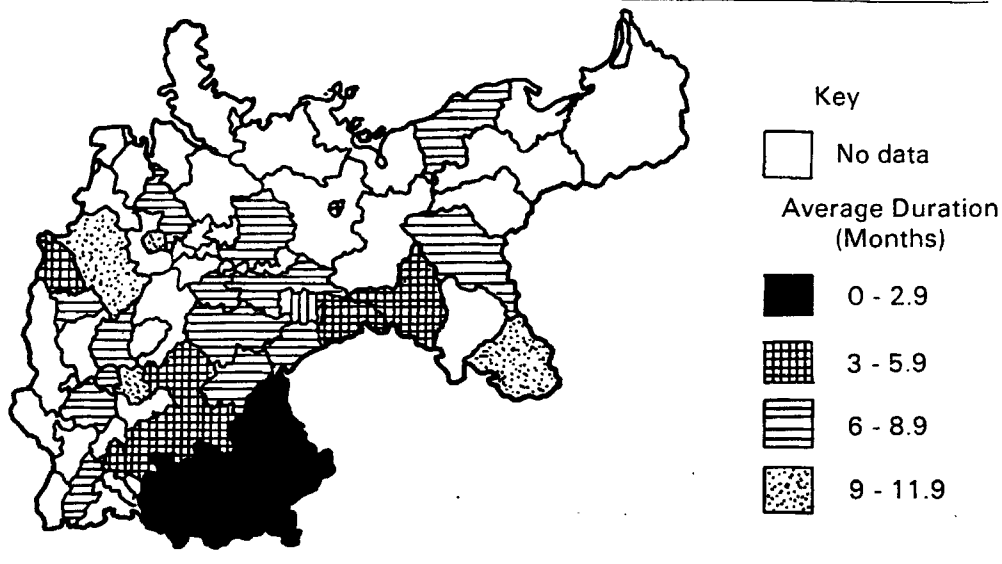 Key
No data
Average Duration
(Months)
0 - 2.9
3 - 5.9
6 - 8.9
9 - 11.9